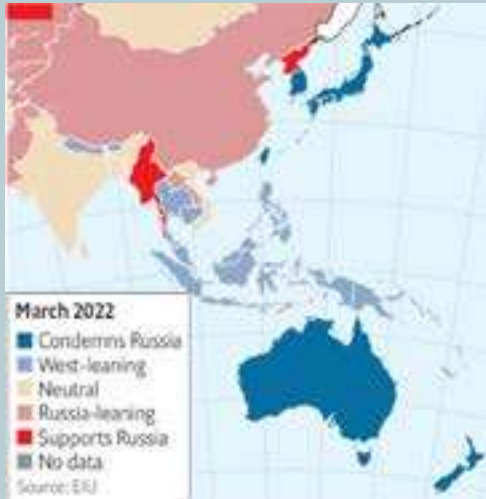 March 2022
Condemns Russia
West-leaning
Neutral
Russia-leaning
Supports Russia
No data
Source: EIU